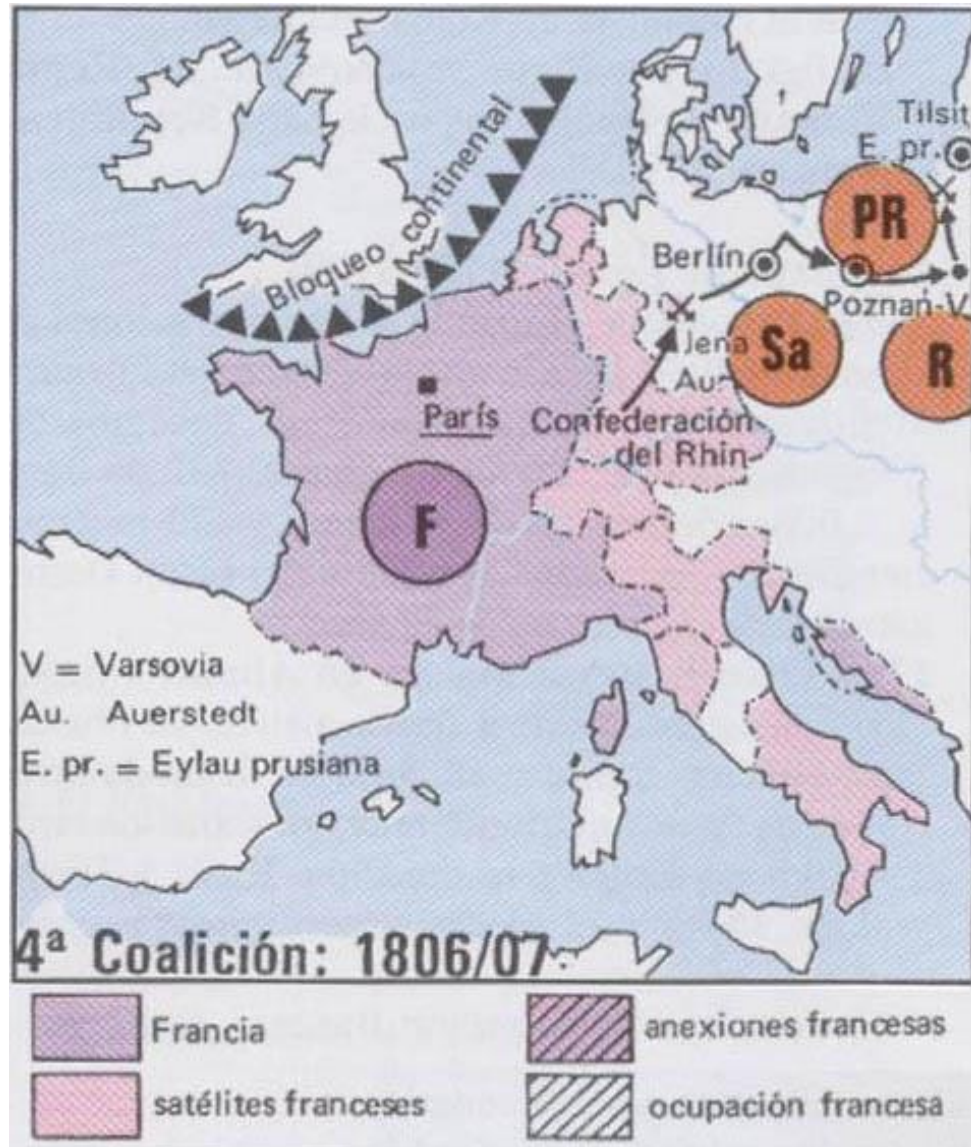 Bloqueo continental
Tilsit
E. pr.
PR
Berlín
Poznań-V
Jena
Sa
Au.
R
París
Confederación
del Rhin
F
V = Varsovia
Au. Auerstedt
E. pr. = Eylau prusiana
4ª Coalición: 1806/07
Francia
anexiones francesas
satélites franceses
ocupación francesa